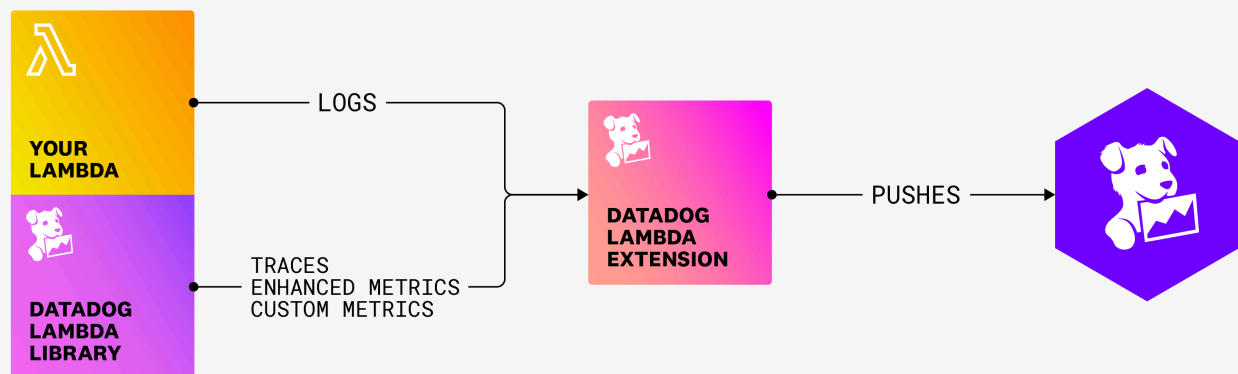 YOUR
LAMBDA
LOGS
DATADOG
LAMBDA
LIBRARY
TRACES
ENHANCED METRICS
CUSTOM METRICS
DATADOG
LAMBDA
EXTENSION
PUSHES